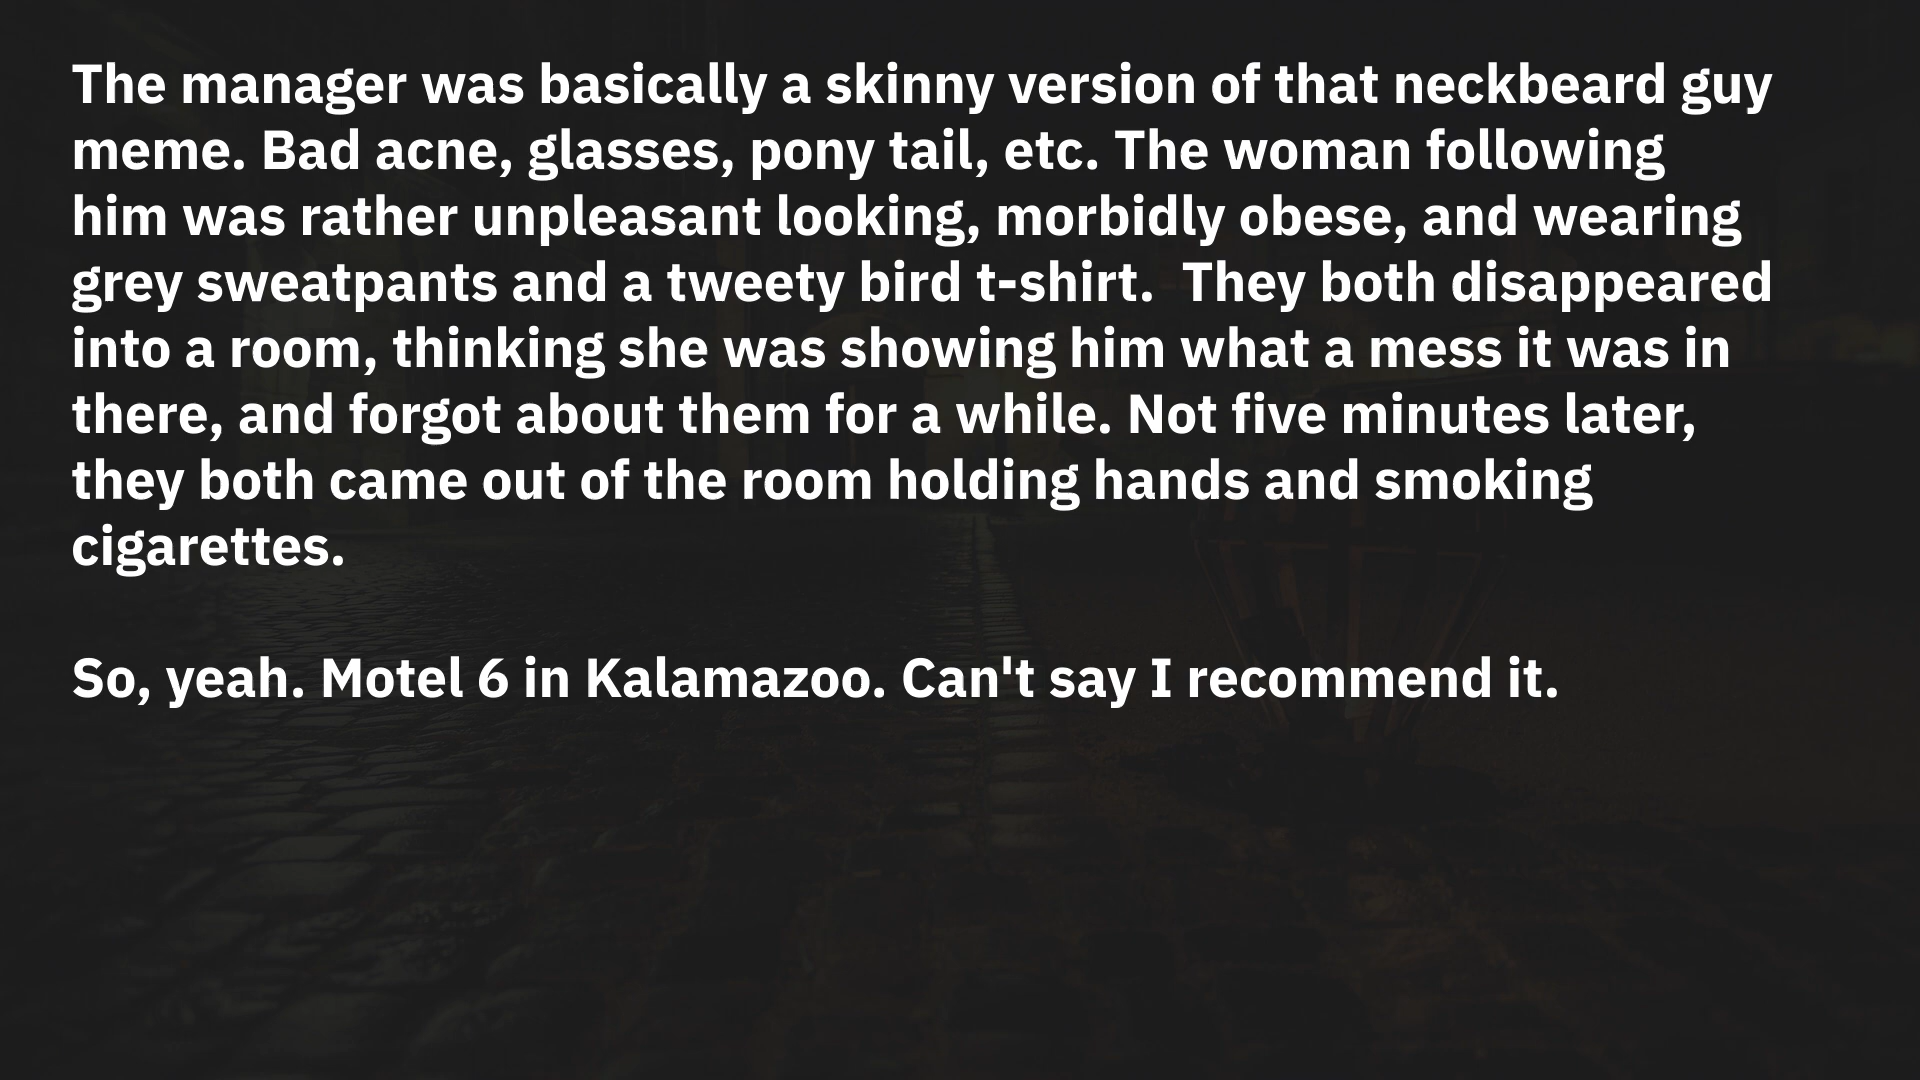 The manager was basically a skinny version of that neckbeard guy
meme. Bad acne, glasses, pony tail, etc. The woman following
him was rather unpleasant looking, morbidly obese, and wearing
grey sweatpants and a tweety bird t-shirt.  They both disappeared
into a room, thinking she was showing him what a mess it was in
there, and forgot about them for a while. Not five minutes later,
they both came out of the room holding hands and smoking
cigarettes.

So, yeah. Motel 6 in Kalamazoo. Can't say I recommend it.